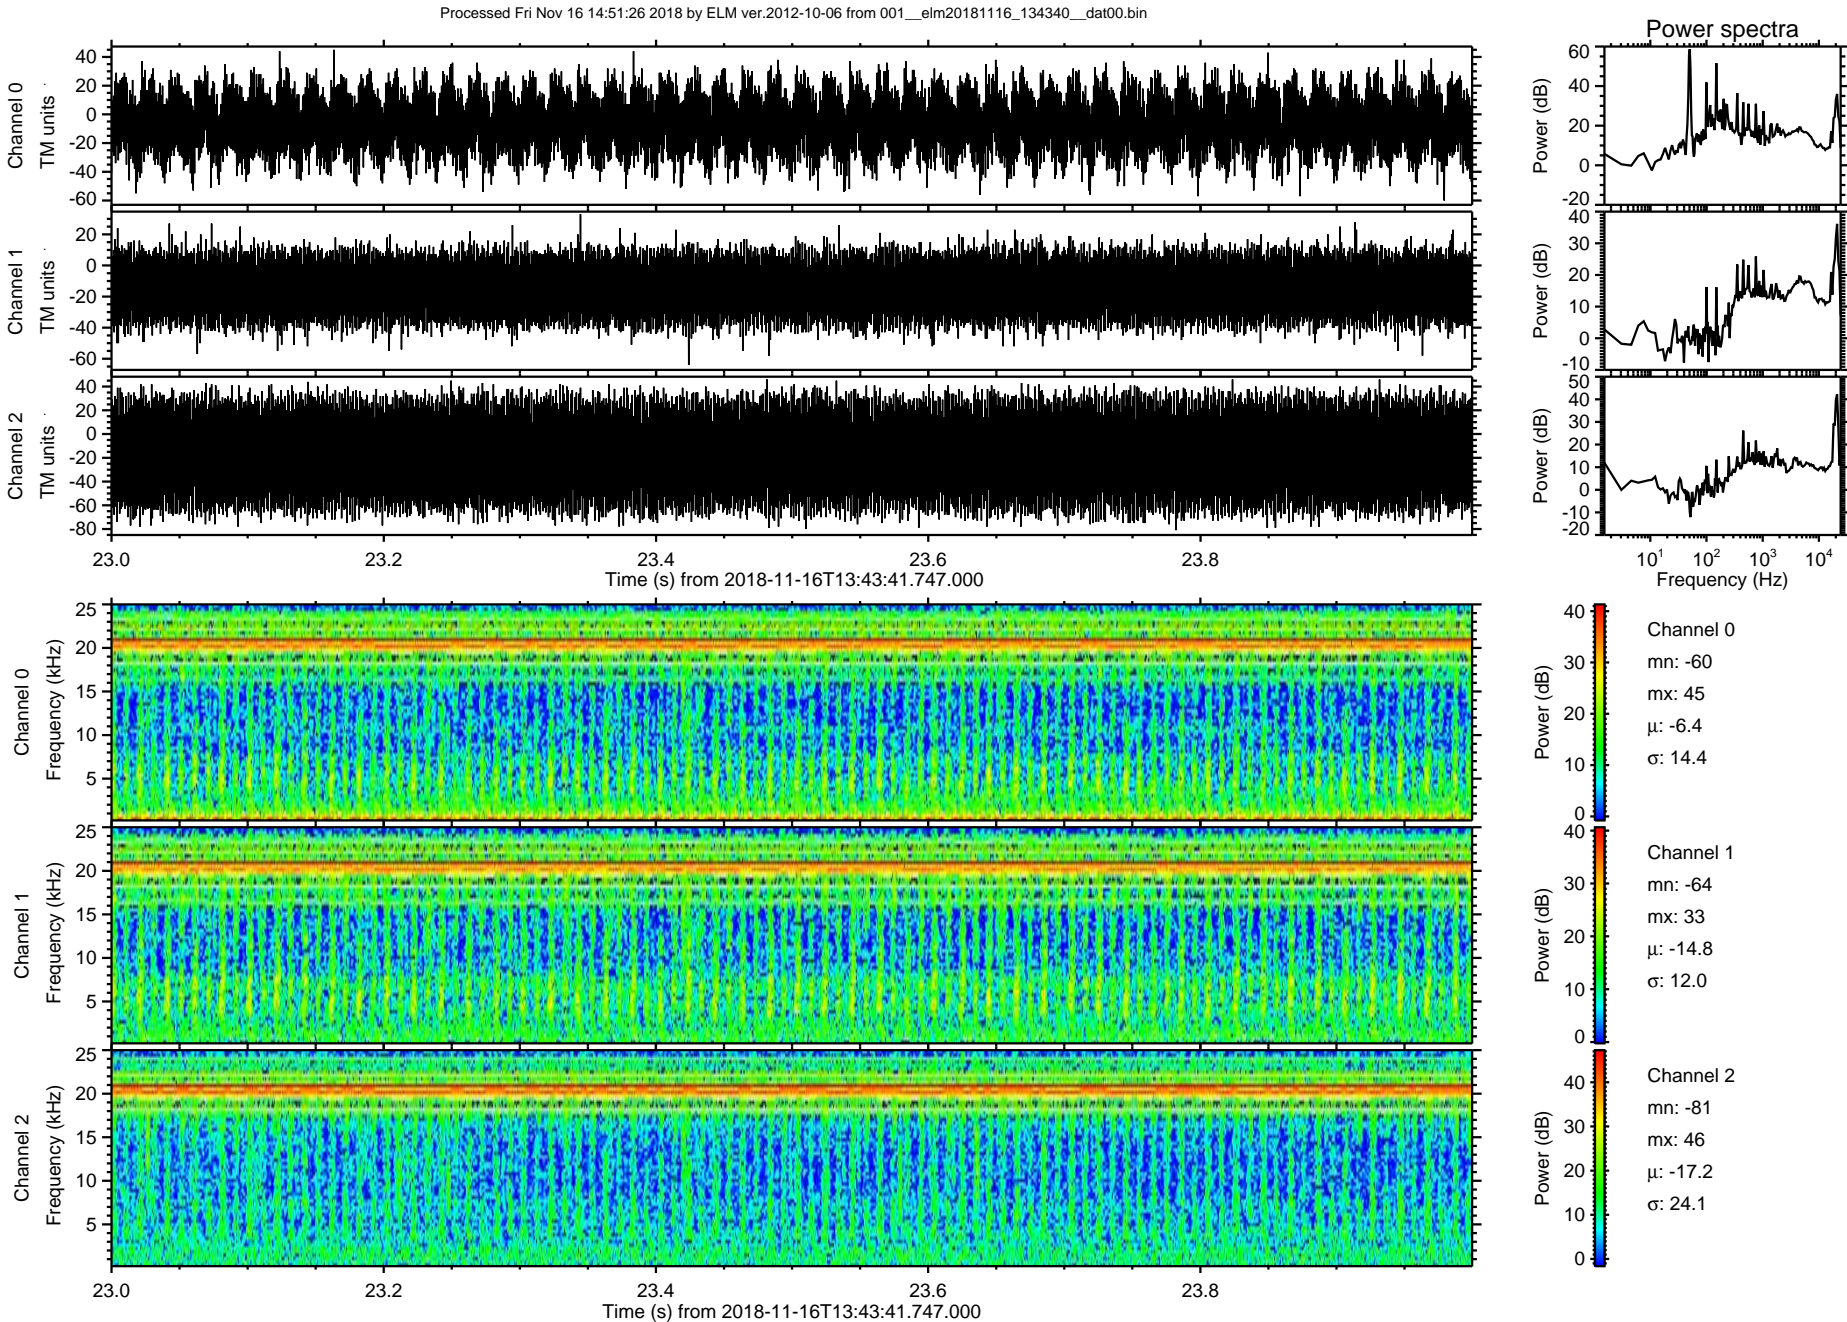 Processed Fri Nov 16 14:51:26 2018 by ELM ver.2012-10-06 from 001__elm20181116_134340__dat00.bin
Power spectra
Channel 0
TM units
40
20
0
-20
-40
-60
Power (dB)
60
40
20
0
-20
Channel 1
TM units
20
0
-20
-40
-60
Power (dB)
40
30
20
10
0
-10
Channel 2
TM units
40
20
0
-20
-40
-60
-80
Power (dB)
50
40
30
20
10
0
-10
-20
23.0 23.2 23.4 23.6 23.8
Time (s) from 2018-11-16T13:43:41.747.000
10^1 10^2 10^3 10^4
Frequency (Hz)
Channel 0
Frequency (kHz)
25
20
15
10
5
Power (dB)
40
30
20
10
0
Channel 0
mn: -60
mx: 45
μ: -6.4
σ: 14.4
Channel 1
Frequency (kHz)
25
20
15
10
5
Power (dB)
40
30
20
10
0
Channel 1
mn: -64
mx: 33
μ: -14.8
σ: 12.0
Channel 2
Frequency (kHz)
25
20
15
10
5
Power (dB)
40
30
20
10
0
Channel 2
mn: -81
mx: 46
μ: -17.2
σ: 24.1
23.0 23.2 23.4 23.6 23.8
Time (s) from 2018-11-16T13:43:41.747.000